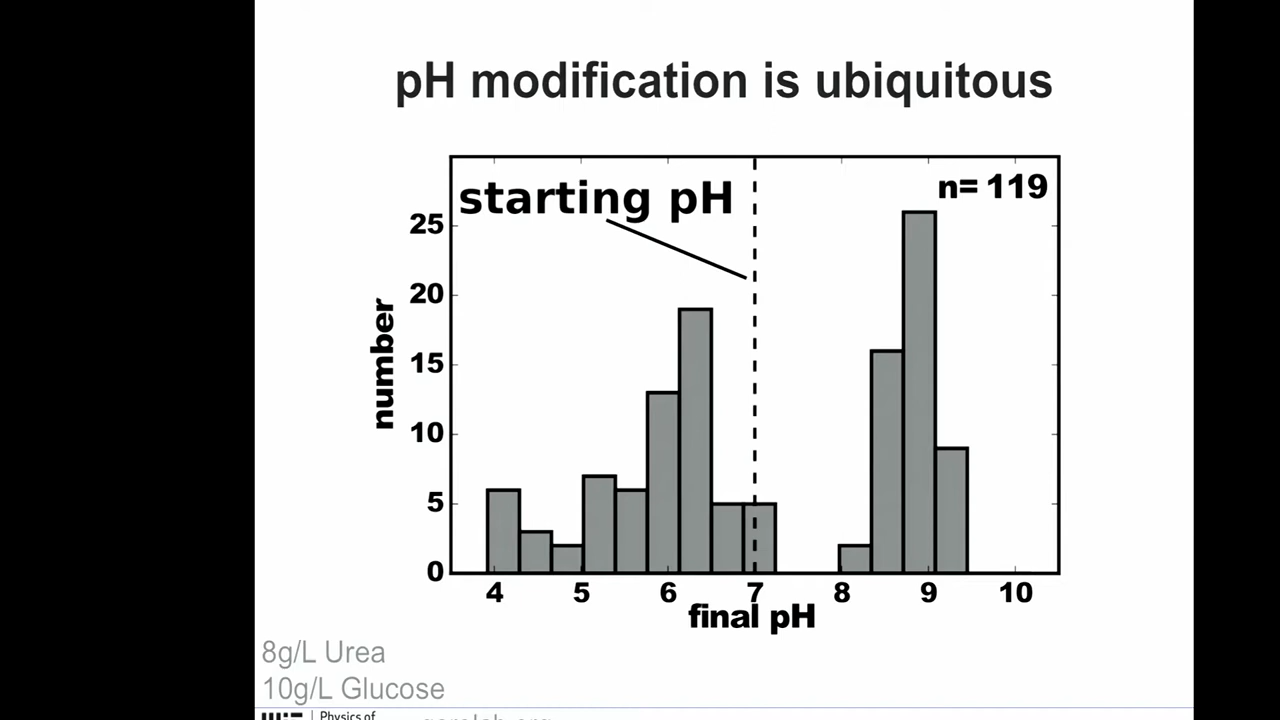 pH modification is ubiquitous
starting pH
n= 119
number
25
20
15
10
5
0
4 5 6 7 8 9 10
final pH
8g/L Urea
10g/L Glucose
Physics of